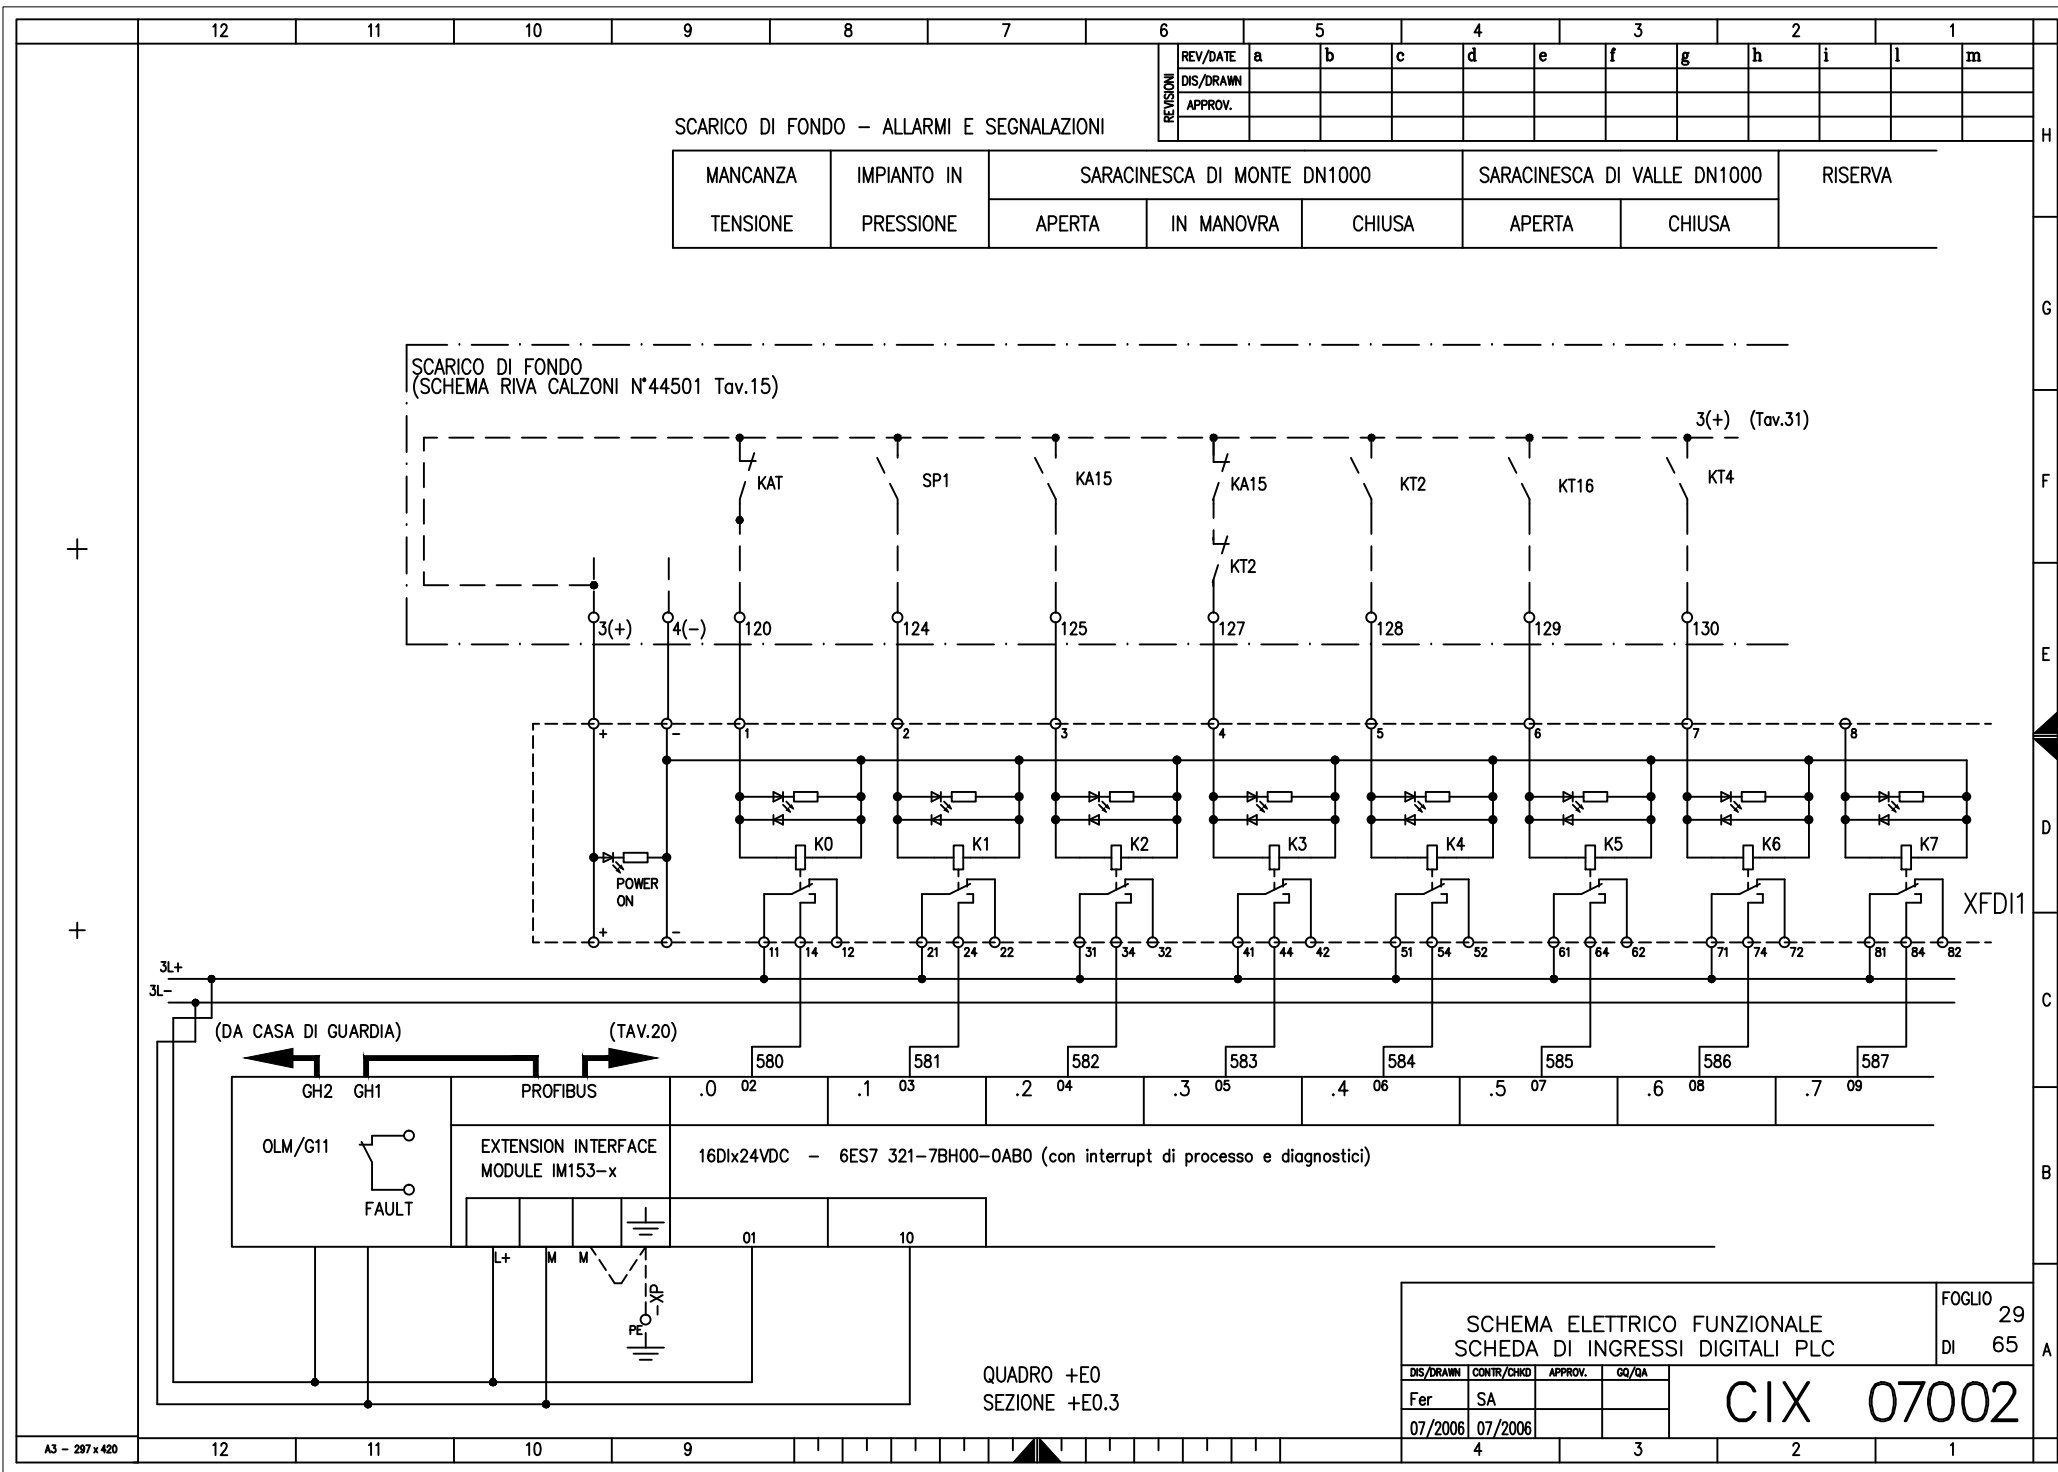 12 11 10 9 8 7 6 5 4 3 2 1
REVISIONI
REV/DATE a b c d e f g h i l m
DIS/DRAWN
APPROV.
H
SCARICO DI FONDO – ALLARMI E SEGNALAZIONI
MANCANZA TENSIONE
IMPIANTO IN PRESSIONE
SARACINESCA DI MONTE DN1000
SARACINESCA DI VALLE DN1000
RISERVA
APERTA IN MANOVRA CHIUSA APERTA CHIUSA
G
SCARICO DI FONDO
(SCHEMA RIVA CALZONI N°44501 Tav.15)
3(+) (Tav.31)
KAT SP1 KA15 KA15 KT2 KT16 KT4
F
KT2
3(+) 4(-) 120 124 125 127 128 129 130
E
+ - 1 2 3 4 5 6 7 8
D
K0 K1 K2 K3 K4 K5 K6 K7
POWER
ON
XFDI1
+ - 11 14 12 21 24 22 31 34 32 41 44 42 51 54 52 61 64 62 71 74 72 81 84 82
3L+
3L-
C
(DA CASA DI GUARDIA) (TAV.20)
580 581 582 583 584 585 586 587
GH2 GH1 PROFIBUS .0 02 .1 03 .2 04 .3 05 .4 06 .5 07 .6 08 .7 09
OLM/G11
FAULT
EXTENSION INTERFACE
MODULE IM153-x
16DIx24VDC – 6ES7 321-7BH00-0AB0 (con interrupt di processo e diagnostici)
B
01 10
L+ M M
-XP
PE
QUADRO +E0
SEZIONE +E0.3
SCHEMA ELETTRICO FUNZIONALE
SCHEDA DI INGRESSI DIGITALI PLC
FOGLIO 29
DI 65
A
DIS/DRAWN CONTR/CHKD APPROV. GQ/QA
Fer SA
07/2006 07/2006
CIX 07002
A3 - 297 x 420
12 11 10 9 4 3 2 1